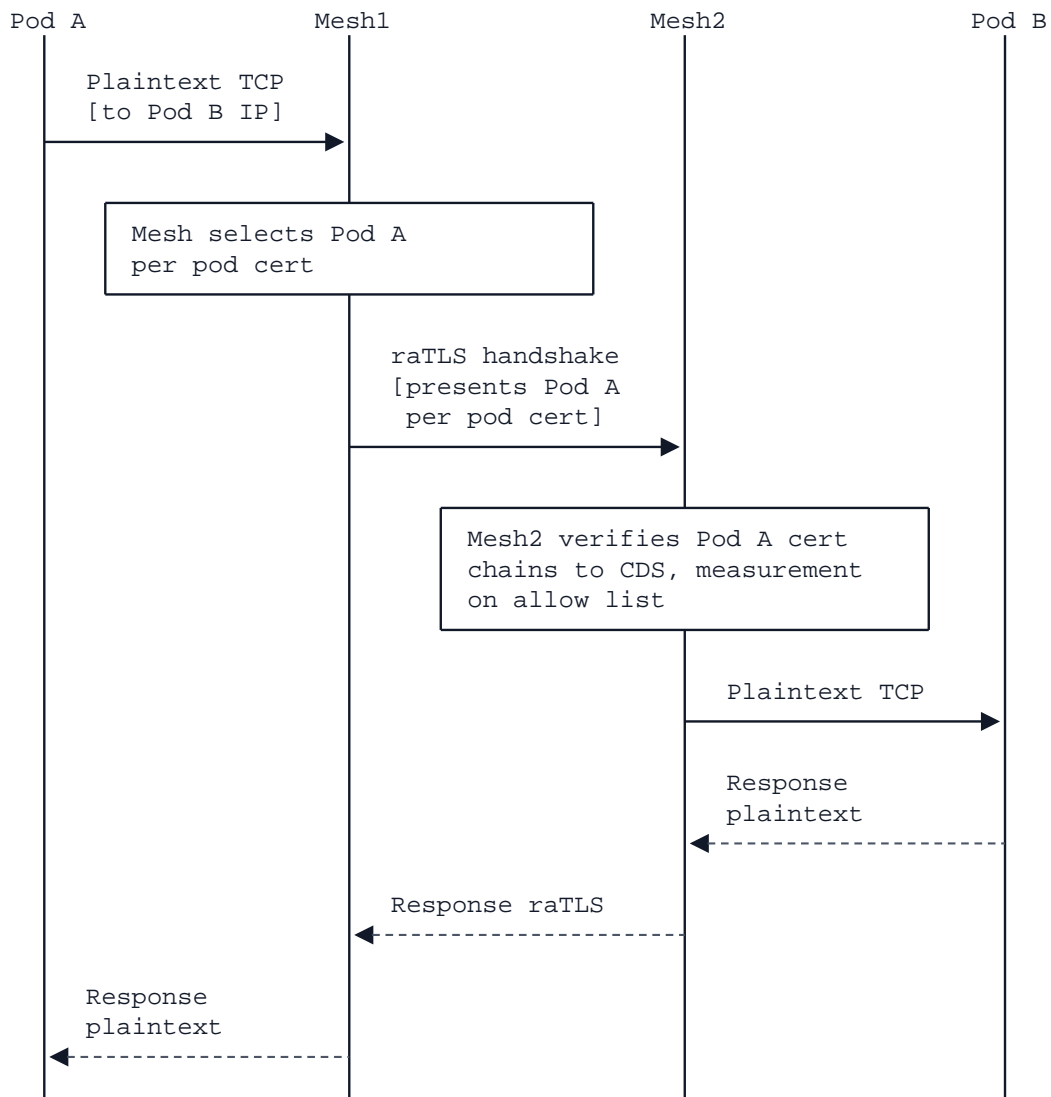 Pod A
Mesh1
Mesh2
Pod B
Plaintext TCP
[to Pod B IP]
Mesh selects Pod A
per pod cert
raTLS handshake
[presents Pod A
per pod cert]
Mesh2 verifies Pod A cert
chains to CDS, measurement
on allow list
Plaintext TCP
Response
plaintext
Response raTLS
Response
plaintext